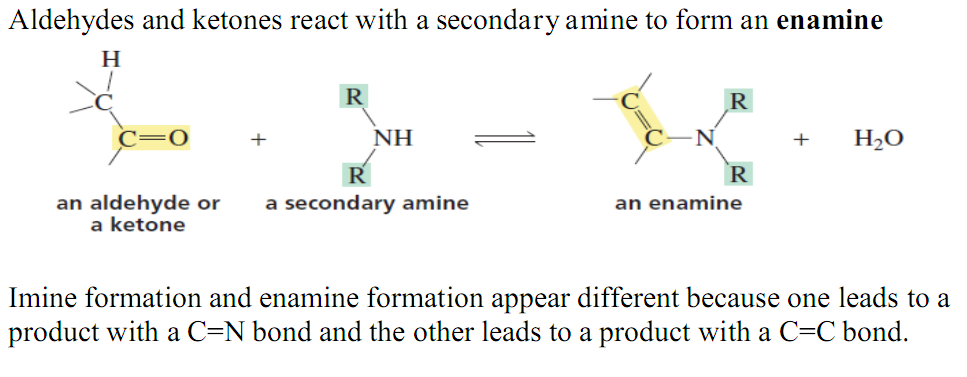 Aldehydes and ketones react with a secondary amine to form an enamine
H
C
C=O
+
R
NH
R
⇌
C
C—N
R
R
+
H₂O
an aldehyde or
a ketone
a secondary amine
an enamine
Imine formation and enamine formation appear different because one leads to a
product with a C=N bond and the other leads to a product with a C=C bond.